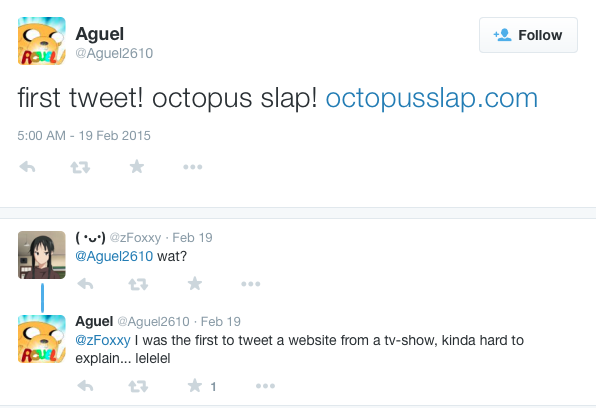 Aguel
@Aguel2610
Follow
first tweet! octopus slap! octopusslap.com
5:00 AM - 19 Feb 2015
( •ᴗ•) @zFoxxy · Feb 19
@Aguel2610 wat?
Aguel @Aguel2610 · Feb 19
@zFoxxy I was the first to tweet a website from a tv-show, kinda hard to
explain... lelelel
1